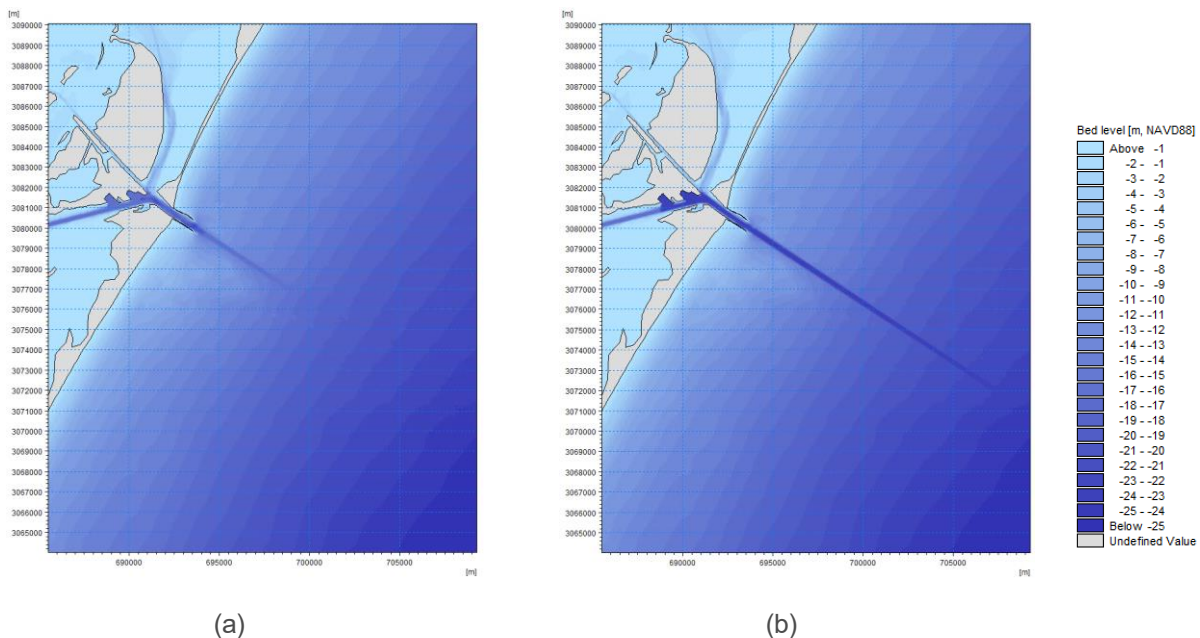 [m]
3090000
3089000
3088000
3087000
3086000
3085000
3084000
3083000
3082000
3081000
3080000
3079000
3078000
3077000
3076000
3075000
3074000
3073000
3072000
3071000
3070000
3069000
3068000
3067000
3066000
3065000
690000 695000 700000 705000
[m]
(a)
[m]
3090000
3089000
3088000
3087000
3086000
3085000
3084000
3083000
3082000
3081000
3080000
3079000
3078000
3077000
3076000
3075000
3074000
3073000
3072000
3071000
3070000
3069000
3068000
3067000
3066000
3065000
690000 695000 700000 705000
[m]
(b)
Bed level [m, NAVD88]
Above -1
-2 - -1
-3 - -2
-4 - -3
-5 - -4
-6 - -5
-7 - -6
-8 - -7
-9 - -8
-10 - -9
-11 - -10
-12 - -11
-13 - -12
-14 - -13
-15 - -14
-16 - -15
-17 - -16
-18 - -17
-19 - -18
-20 - -19
-21 - -20
-22 - -21
-23 - -22
-24 - -23
-25 - -24
Below -25
Undefined Value